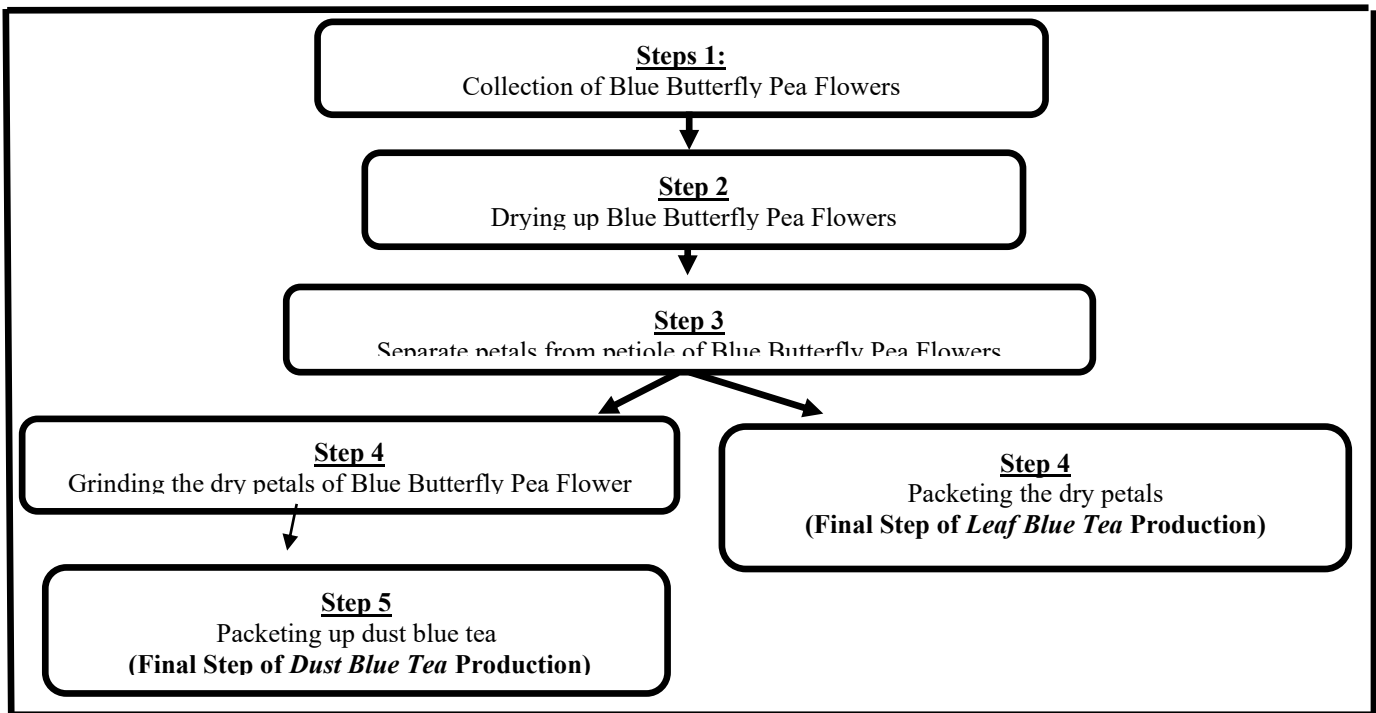 Steps 1:
Collection of Blue Butterfly Pea Flowers
Step 2
Drying up Blue Butterfly Pea Flowers
Step 3
Separate petals from petiole of Blue Butterfly Pea Flowers
Step 4
Grinding the dry petals of Blue Butterfly Pea Flower
Step 4
Packeting the dry petals
(Final Step of Leaf Blue Tea Production)
Step 5
Packeting up dust blue tea
(Final Step of Dust Blue Tea Production)